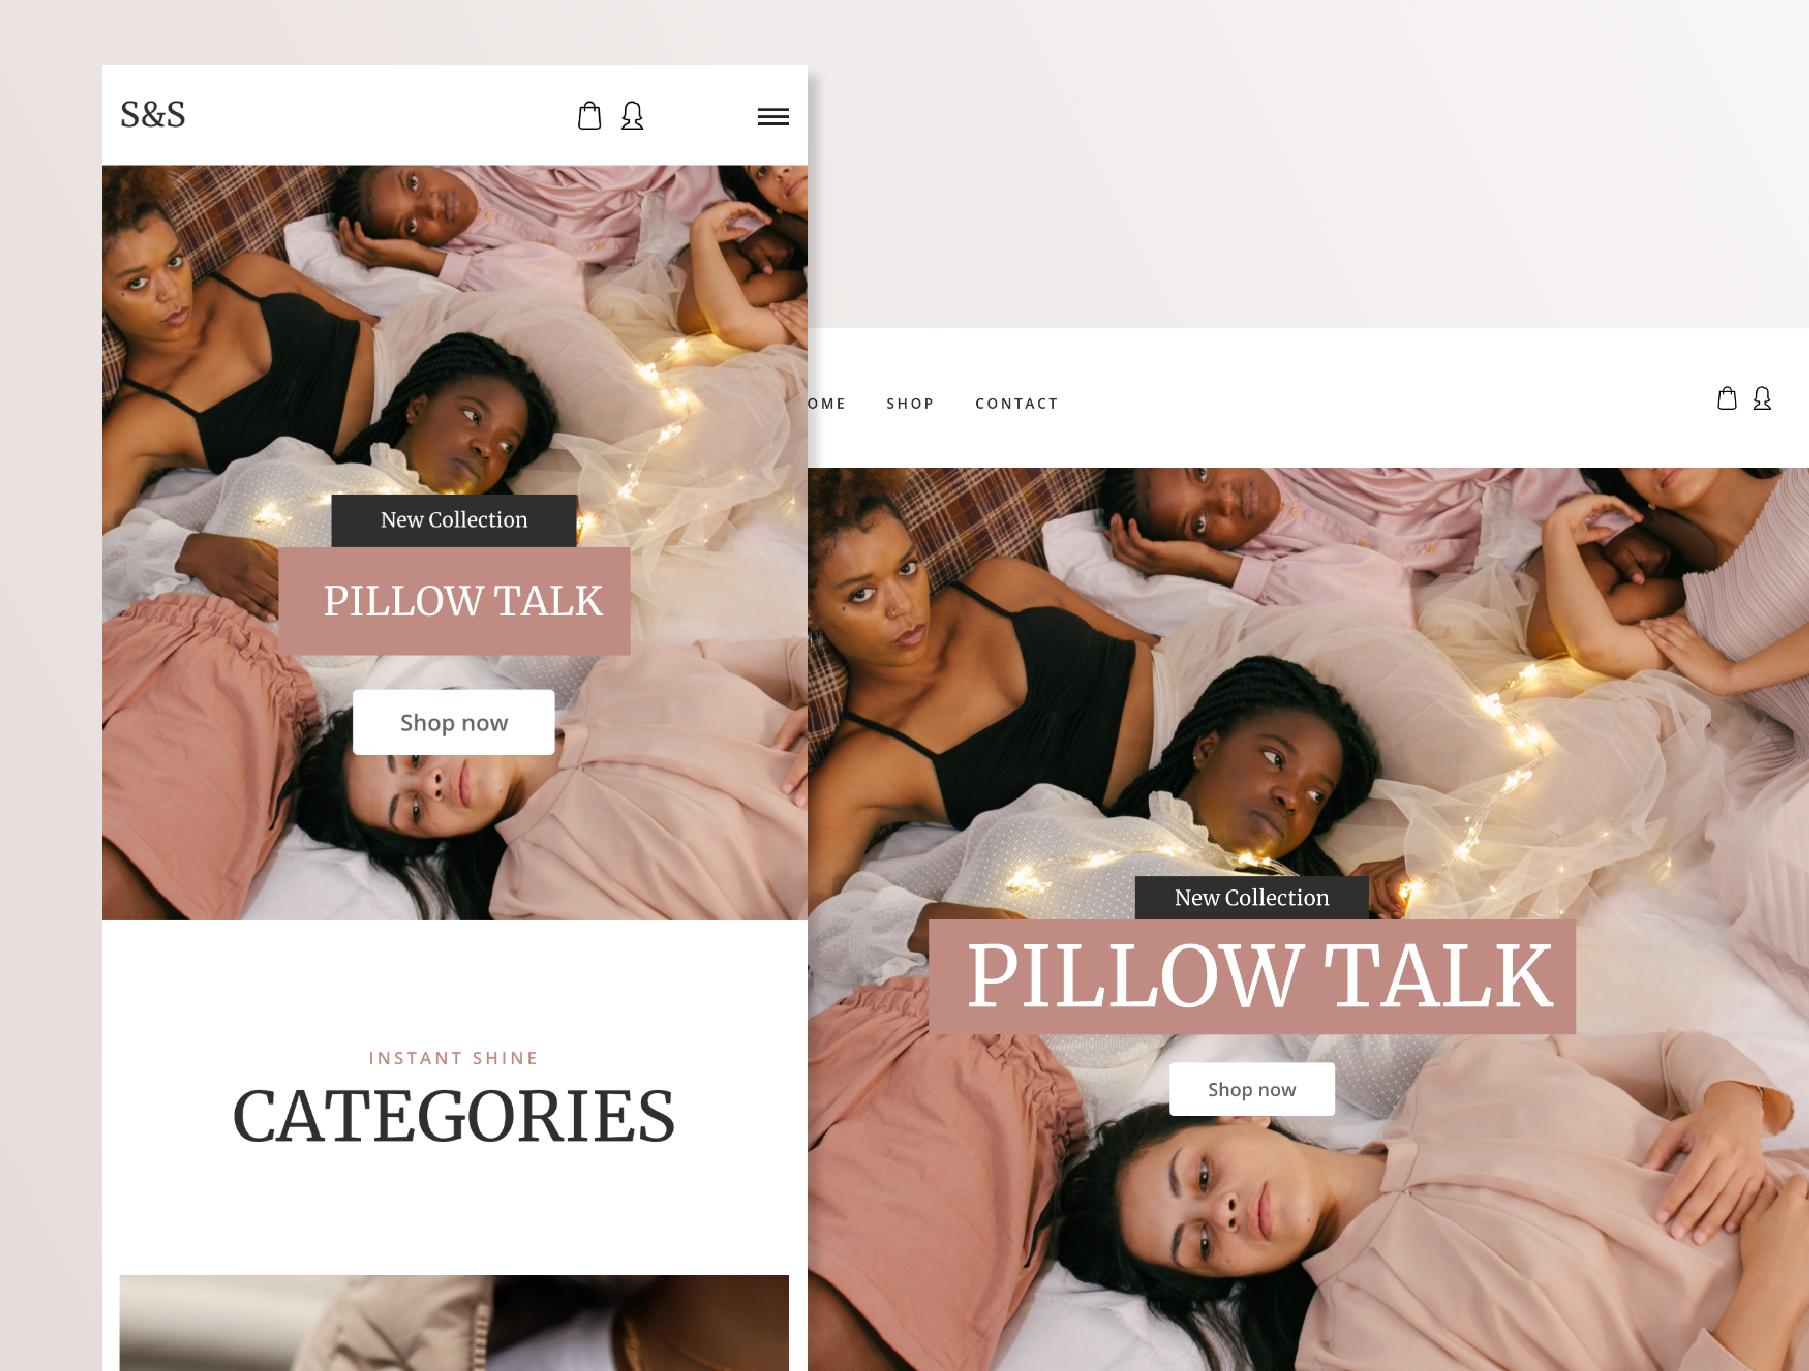 S&S
New Collection
PILLOW TALK
Shop now
INSTANT SHINE
CATEGORIES
OME SHOP CONTACT
New Collection
PILLOW TALK
Shop now